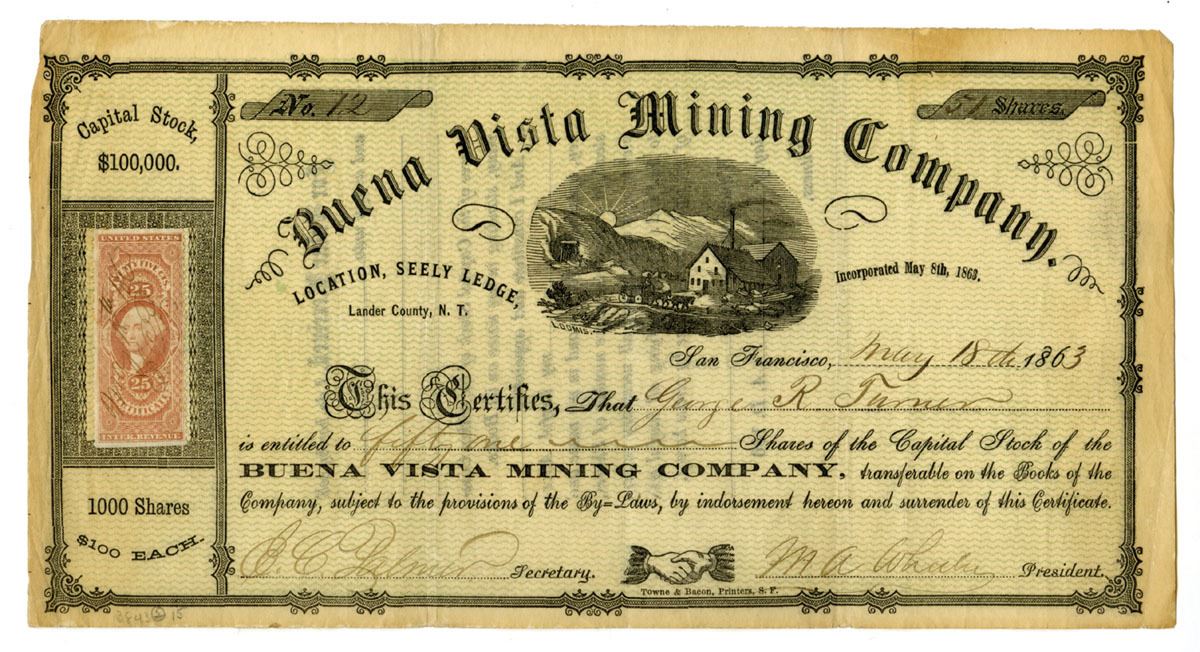 Capital Stock,
$100,000.
No. 12
51 Shares.
Buena Vista Mining Company.
LOCATION, SEELY LEDGE,
Lander County, N. T.
Incorporated May 8th, 1863.
LOOMIS.
UNITED STATES
25
25
CERTIFICATE
INTER. REVENUE
1000 Shares
$100 EACH.
San Francisco, May 18th 1863
This Certifies, That George R. Turner
is entitled to fifty one Shares of the Capital Stock of the
BUENA VISTA MINING COMPANY, transferable on the Books of the
Company, subject to the provisions of the By=Laws, by indorsement hereon and surrender of this Certificate.
Secretary.
M A
President.
Towne & Bacon, Printers, S. F.